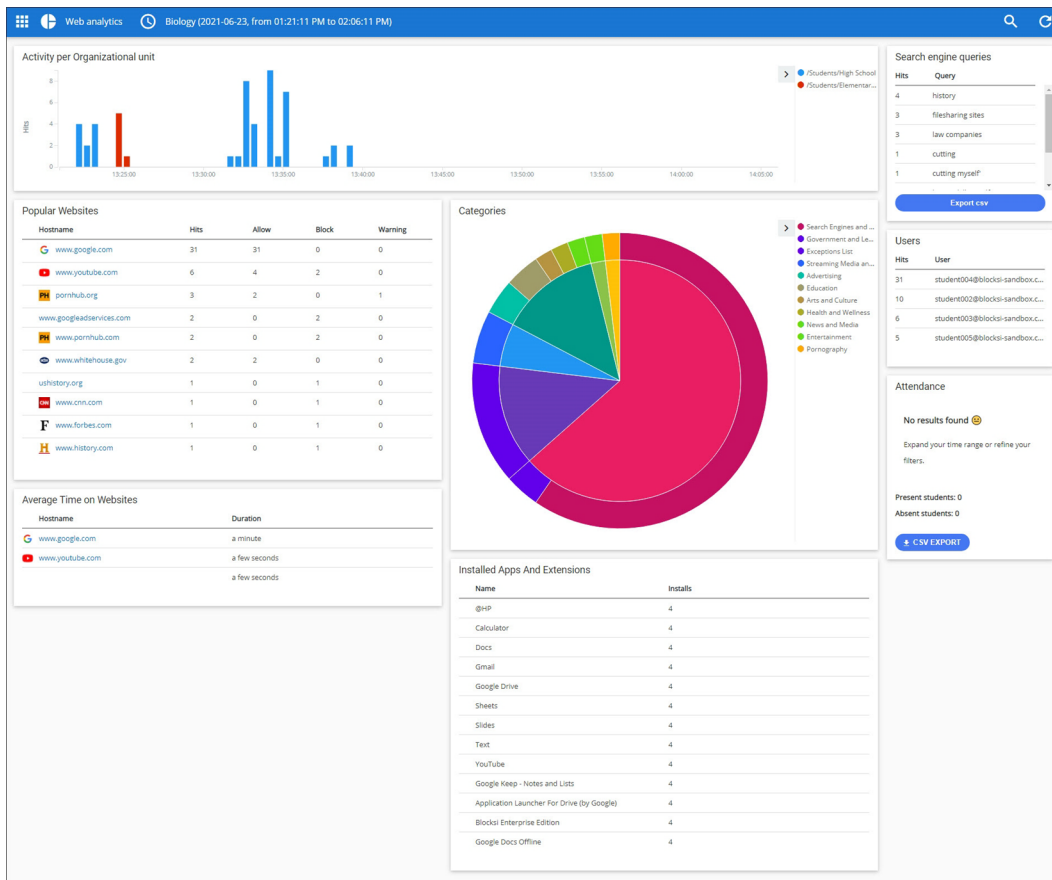 Web analytics Biology (2021-06-23, from 01:21:11 PM to 02:06:11 PM)
Activity per Organizational unit
Hits
8
6
4
2
0
13:25:00 13:30:00 13:35:00 13:40:00 13:45:00 13:50:00 13:55:00 14:00:00 14:05:00
/Students/High School
/Students/Elementar...
Search engine queries
Hits Query
4 history
3 filesharing sites
3 law companies
1 cutting
1 cutting myself'
Export csv
Popular Websites
Hostname Hits Allow Block Warning
www.google.com 31 31 0 0
www.youtube.com 6 4 2 0
PH pornhub.org 3 2 0 1
www.googleadservices.com 2 0 2 0
PH www.pornhub.com 2 0 2 0
www.whitehouse.gov 2 2 0 0
ushistory.org 1 0 1 0
CNN www.cnn.com 1 0 1 0
F www.forbes.com 1 0 1 0
H www.history.com 1 0 1 0
Categories
Search Engines and ...
Government and Le...
Exceptions List
Streaming Media an...
Advertising
Education
Arts and Culture
Health and Wellness
News and Media
Entertainment
Pornography
Users
Hits User
31 student004@blocksi-sandbox.c...
10 student002@blocksi-sandbox.c...
6 student003@blocksi-sandbox.c...
5 student005@blocksi-sandbox.c...
Attendance
No results found
Expand your time range or refine your
filters.
Present students: 0
Absent students: 0
CSV EXPORT
Average Time on Websites
Hostname Duration
www.google.com a minute
www.youtube.com a few seconds
a few seconds
Installed Apps And Extensions
Name Installs
@HP 4
Calculator 4
Docs 4
Gmail 4
Google Drive 4
Sheets 4
Slides 4
Text 4
YouTube 4
Google Keep - Notes and Lists 4
Application Launcher For Drive (by Google) 4
Blocksi Enterprise Edition 4
Google Docs Offline 4